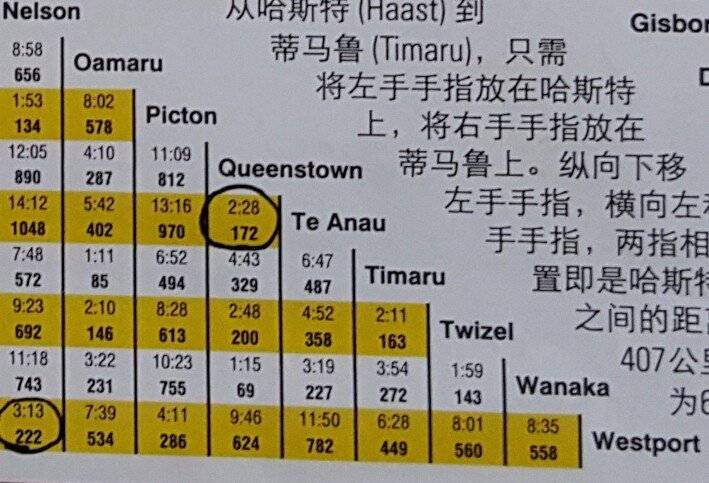 Nelson
从哈斯特 (Haast) 到
蒂马鲁 (Timaru)，只需
将左手手指放在哈斯特
上，将右手手指放在
蒂马鲁上。纵向下移
左手手指，横向左
手手指，两指相
置即是哈斯特
之间的距
407公
为6
Gisbor
8:58
656
Oamaru
1:53 8:02
134 578
Picton
12:05 4:10 11:09
890 287 812
Queenstown
14:12 5:42 13:16 2:28
1048 402 970 172
Te Anau
7:48 1:11 6:52 4:43 6:47
572 85 494 329 487
Timaru
9:23 2:10 8:28 2:48 4:52 2:11
692 146 613 200 358 163
Twizel
11:18 3:22 10:23 1:15 3:19 3:54 1:59
743 231 755 69 227 272 143
Wanaka
3:13 7:39 4:11 9:46 11:50 6:28 8:01 8:35
222 534 286 624 782 449 560 558
Westport